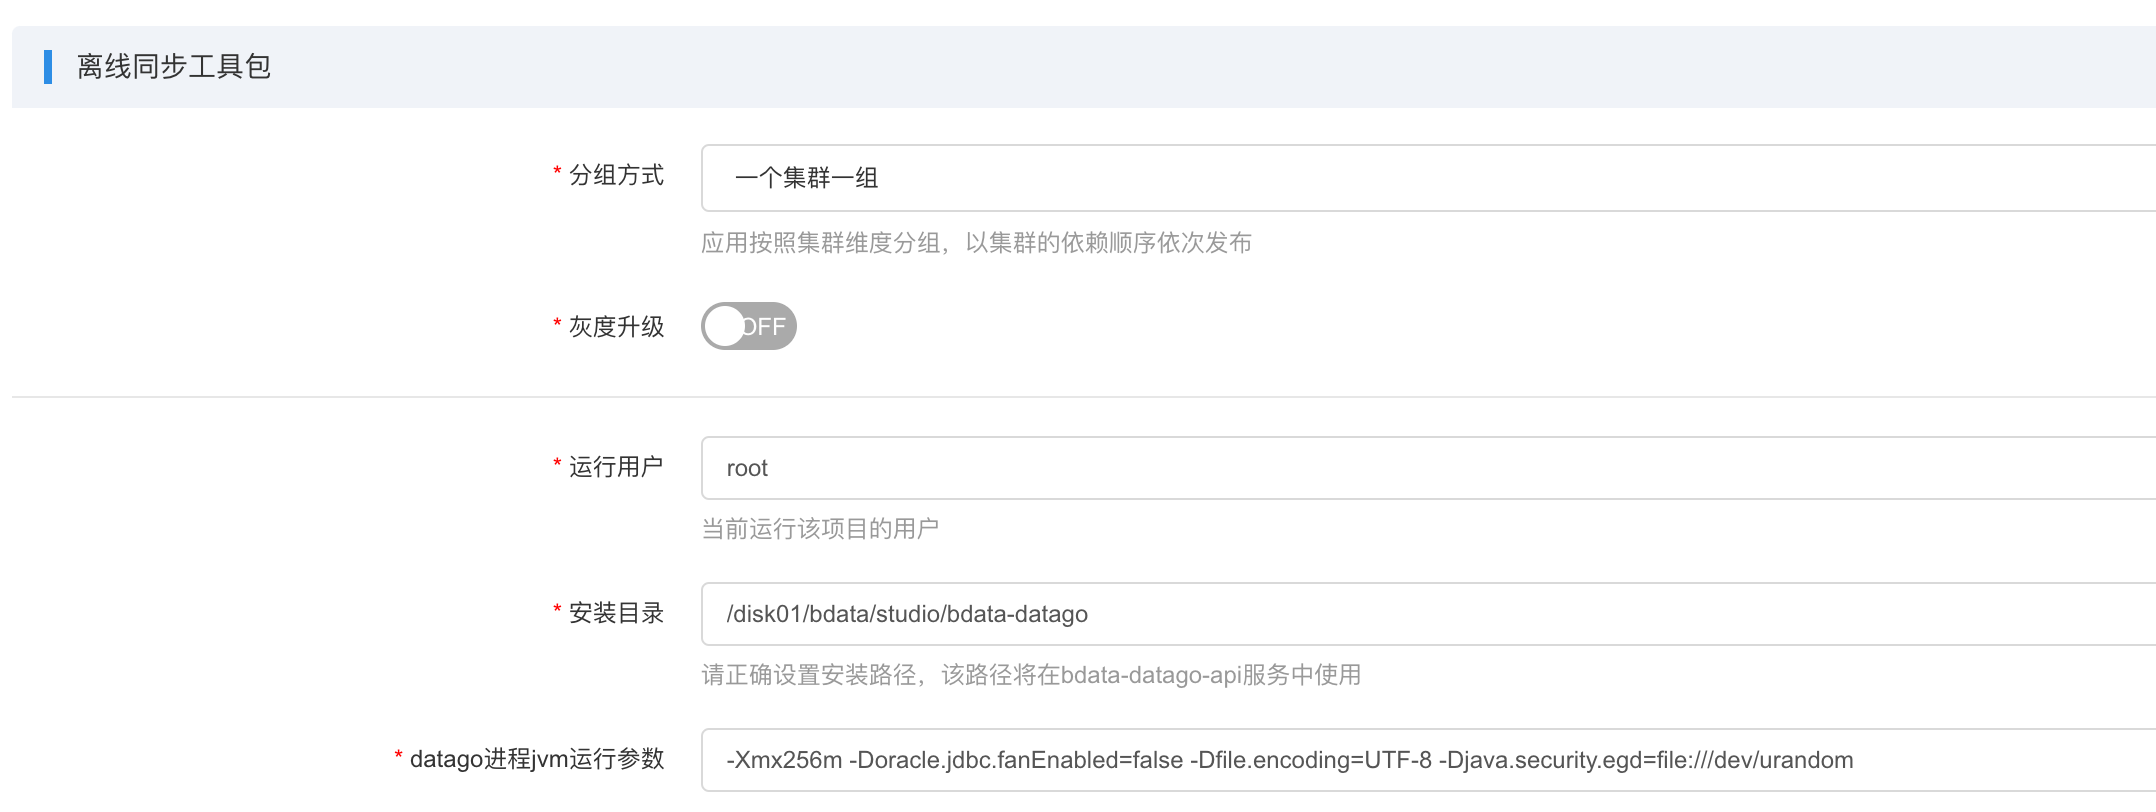 离线同步工具包
* 分组方式
一个集群一组
应用按照集群维度分组，以集群的依赖顺序依次发布
* 灰度升级
OFF
* 运行用户
root
当前运行该项目的用户
* 安装目录
/disk01/bdata/studio/bdata-datago
请正确设置安装路径，该路径将在bdata-datago-api服务中使用
* datago进程jvm运行参数
-Xmx256m -Doracle.jdbc.fanEnabled=false -Dfile.encoding=UTF-8 -Djava.security.egd=file:///dev/urandom